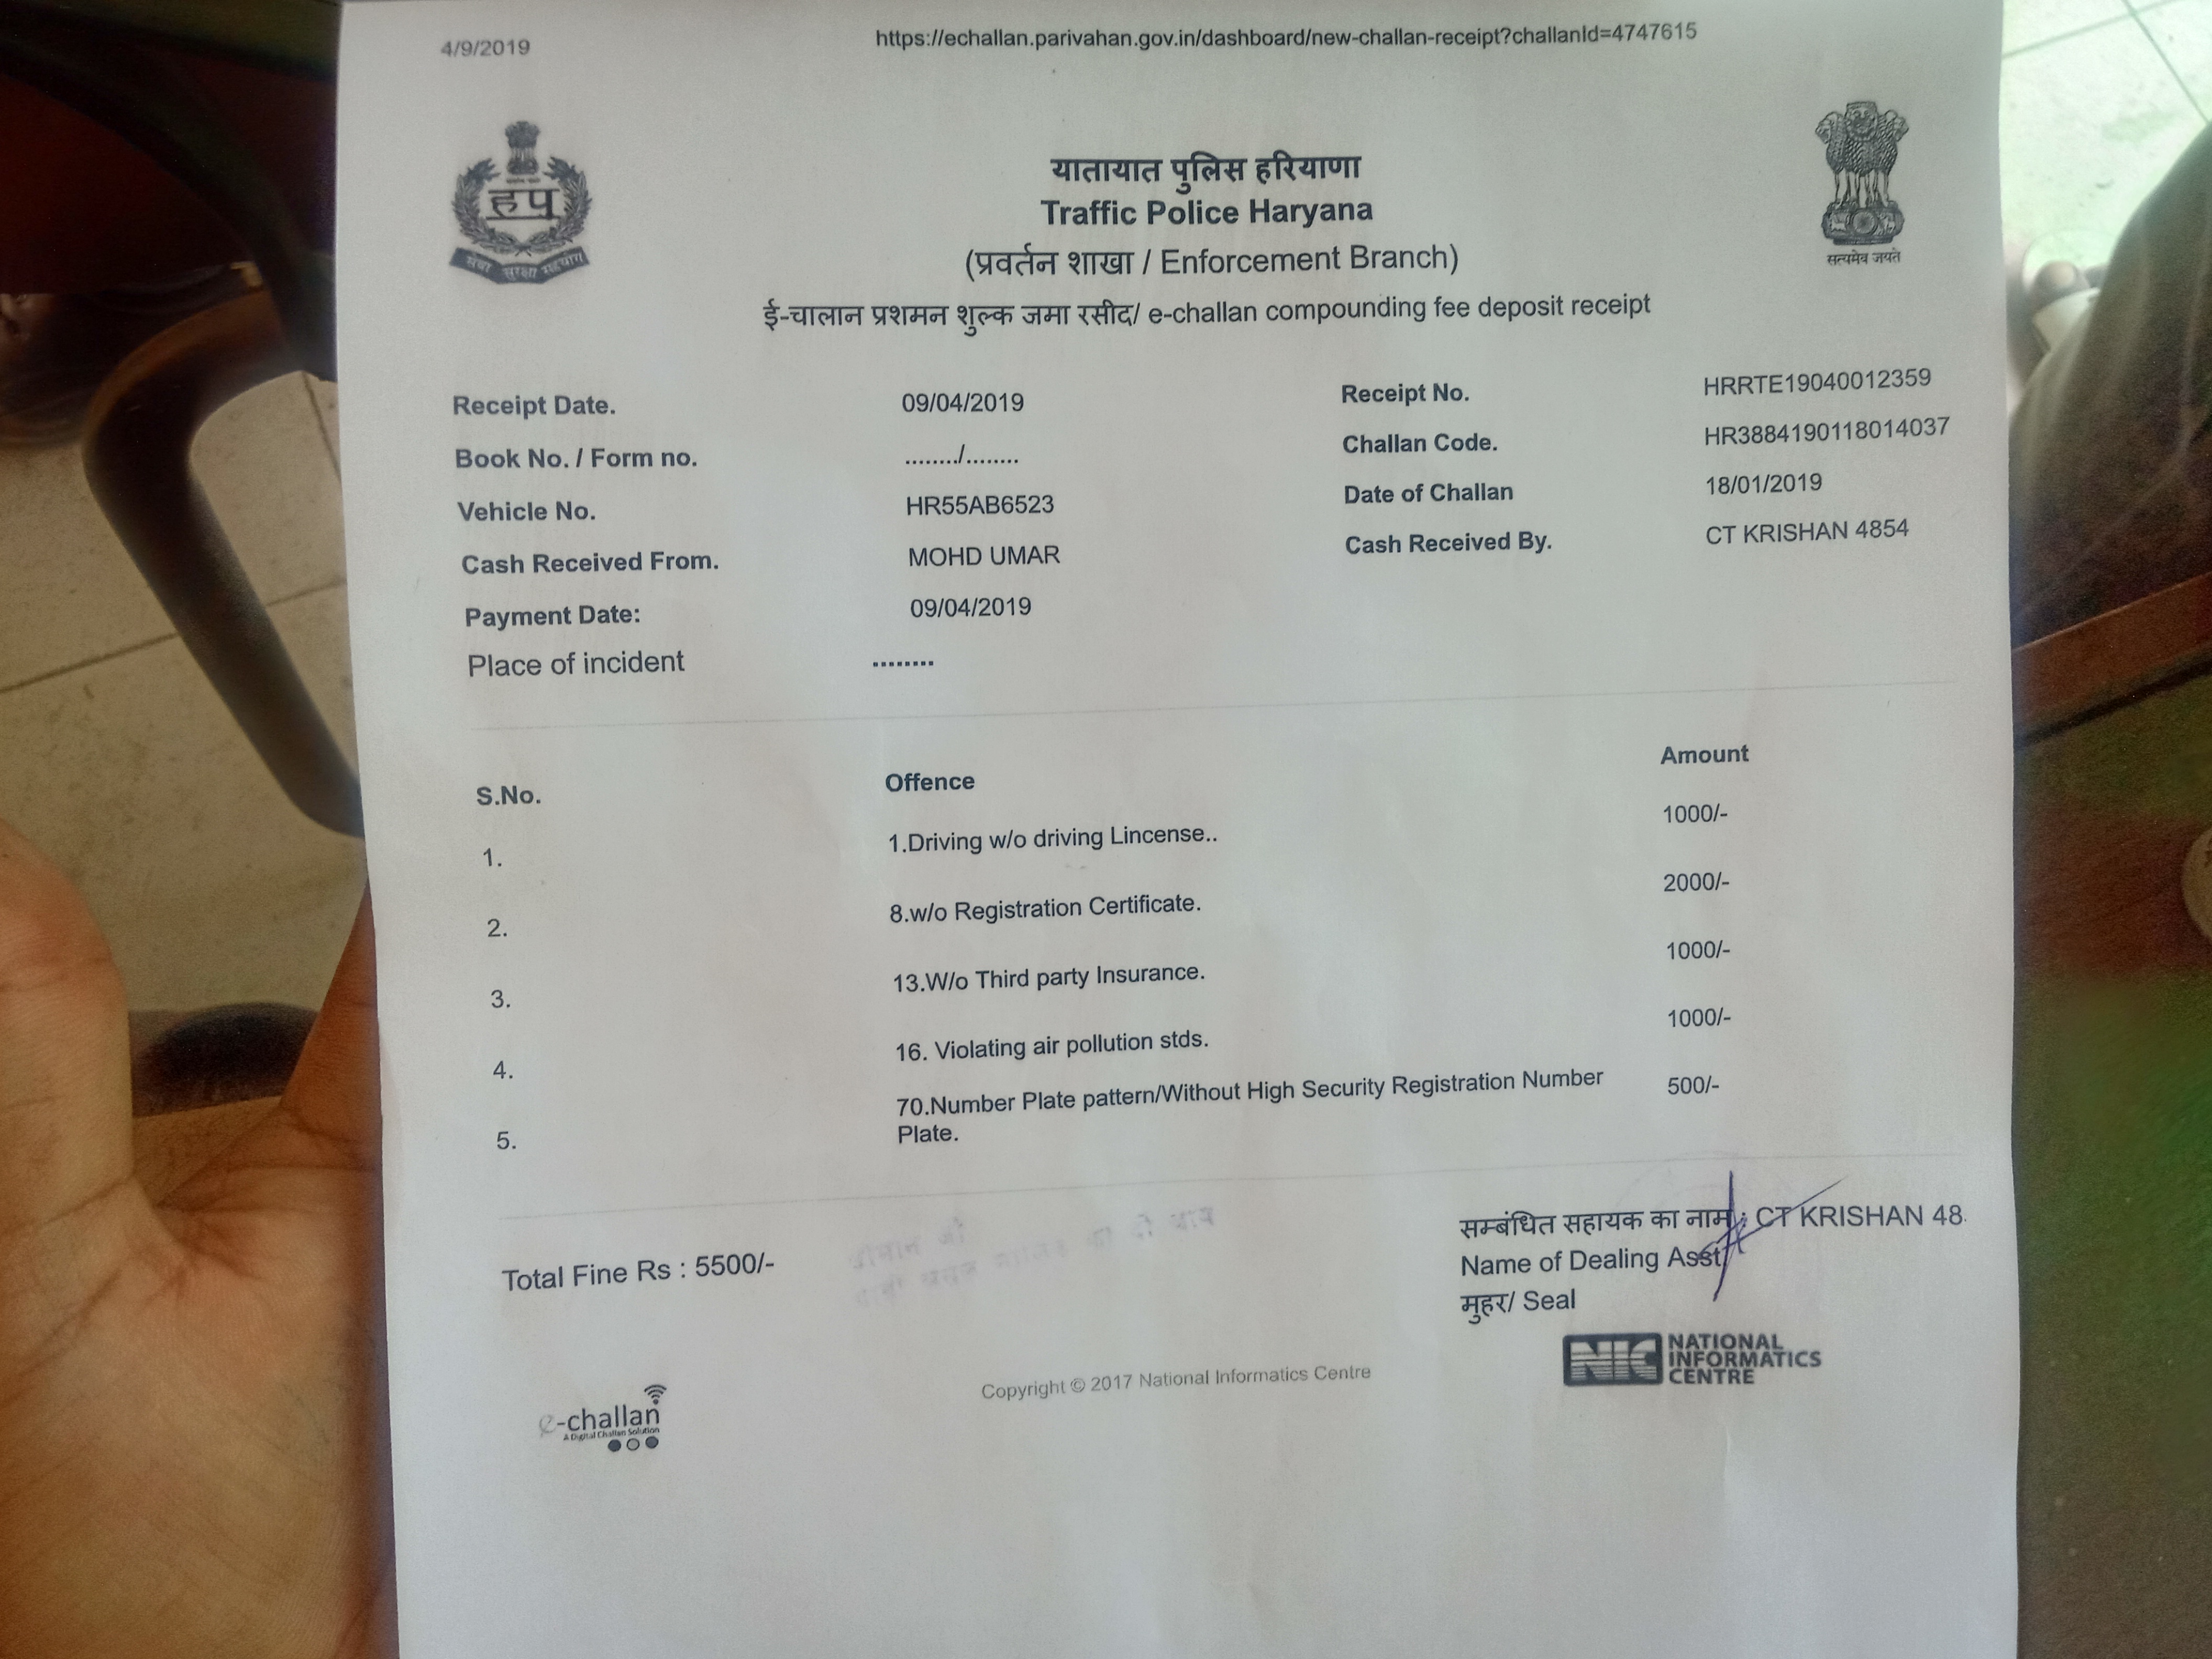 4/9/2019 https://echallan.parivahan.gov.in/dashboard/new-challan-receipt?challanId=4747615
हप
सेवा सुरक्षा सहयोग
सत्यमेव जयते
यातायात पुलिस हरियाणा
Traffic Police Haryana
(प्रवर्तन शाखा / Enforcement Branch)
ई-चालान प्रशमन शुल्क जमा रसीद/ e-challan compounding fee deposit receipt
Receipt Date. 09/04/2019 Receipt No. HRRTE19040012359
Book No. / Form no. ......../........ Challan Code. HR3884190118014037
Vehicle No. HR55AB6523 Date of Challan 18/01/2019
Cash Received From. MOHD UMAR Cash Received By. CT KRISHAN 4854
Payment Date: 09/04/2019
Place of incident ........
S.No. Offence Amount
1. 1.Driving w/o driving Lincense.. 1000/-
2. 8.w/o Registration Certificate. 2000/-
3. 13.W/o Third party Insurance. 1000/-
4. 16. Violating air pollution stds. 1000/-
5. 70.Number Plate pattern/Without High Security Registration Number 500/-
Plate.
Total Fine Rs : 5500/-
सम्बंधित सहायक का नाम : CT KRISHAN 48
Name of Dealing Asst
मुहर/ Seal
NIC NATIONAL
INFORMATICS
CENTRE
Copyright © 2017 National Informatics Centre
e-challan
A Digital Challan Solution